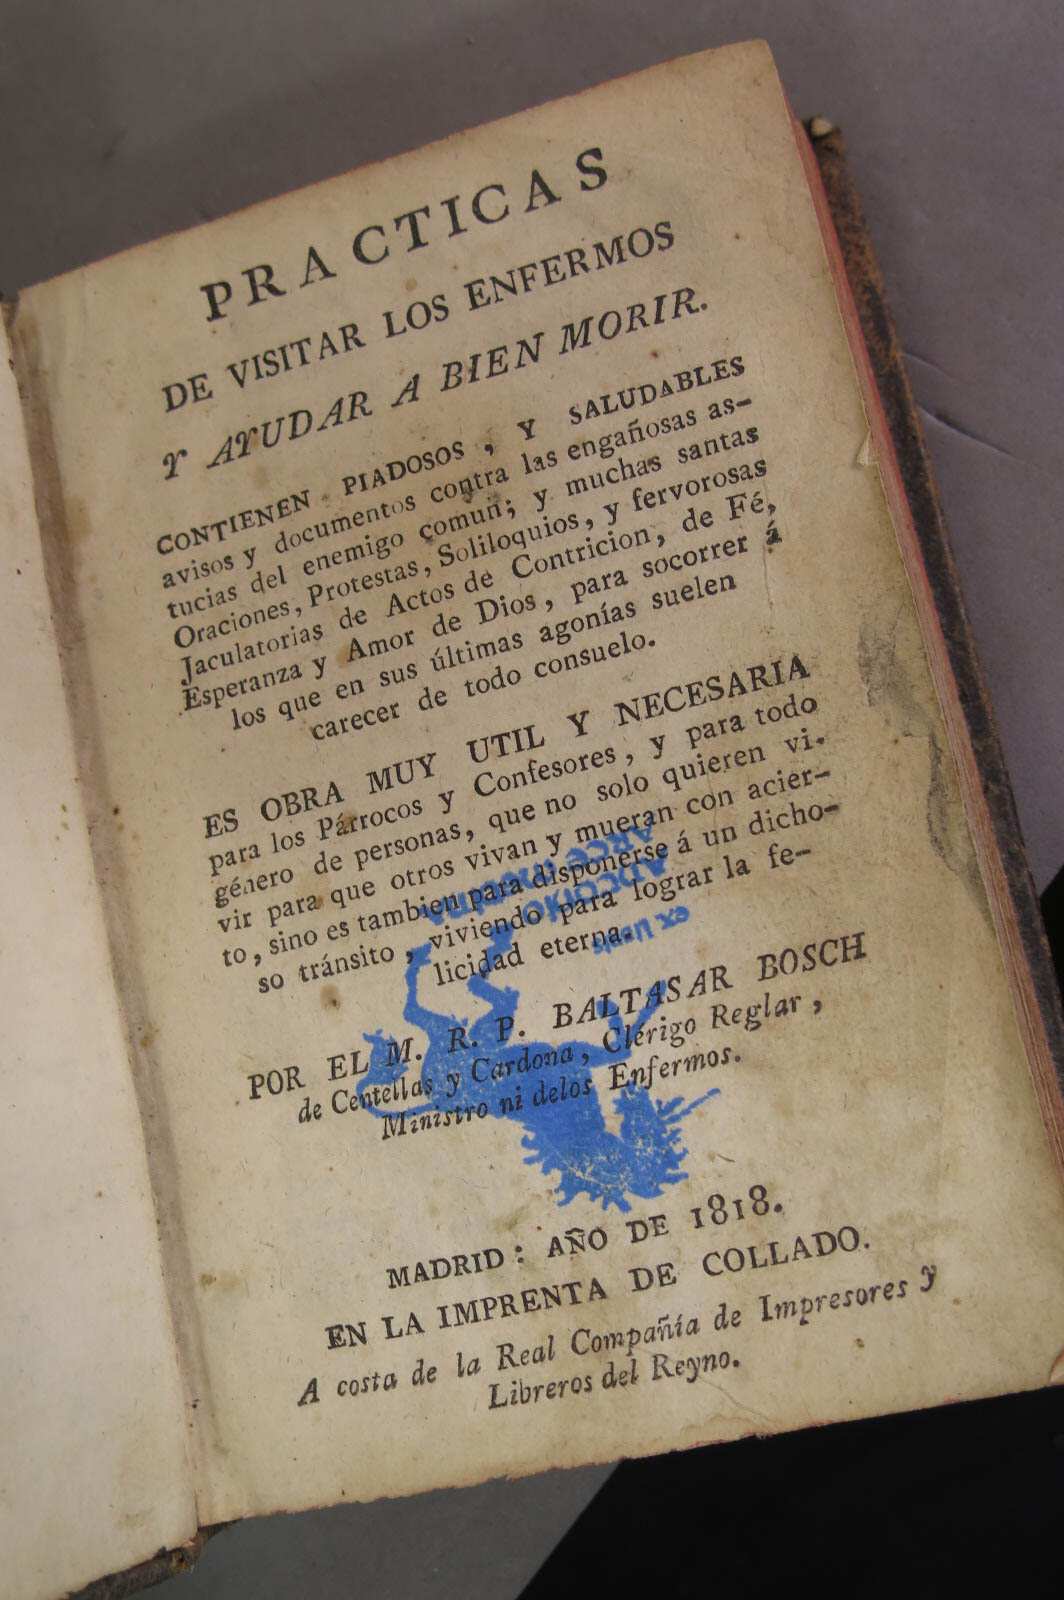 PRACTICAS
DE VISITAR LOS ENFERMOS
Y AYUDAR A BIEN MORIR.
CONTIENEN PIADOSOS, Y SALUDABLES
avisos y documentos contra las engañosas as-
tucias del enemigo comun; y muchas santas
Oraciones, Protestas, Soliloquios, y fervorosas
Jaculatorias de Actos de Contricion, de Fé,
Esperanza y Amor de Dios, para socorrer á
los que en sus últimas agonías suelen
carecer de todo consuelo.
ES OBRA MUY UTIL Y NECESARIA
para los Párrocos y Confesores, y para todo
género de personas, que no solo quieren vi-
vir para que otros vivan y mueran con acier-
to, sino es tambien para disponerse á un dicho-
so tránsito, viviendo para lograr la fe-
licidad eterna.
POR EL M. R. P. BALTASAR BOSCH
de Centellas y Cardona, Clérigo Reglar,
Ministro ni delos Enfermos.
MADRID: AÑO DE 1818.
EN LA IMPRENTA DE COLLADO.
A costa de la Real Compañía de Impresores y
Libreros del Reyno.
ex libris